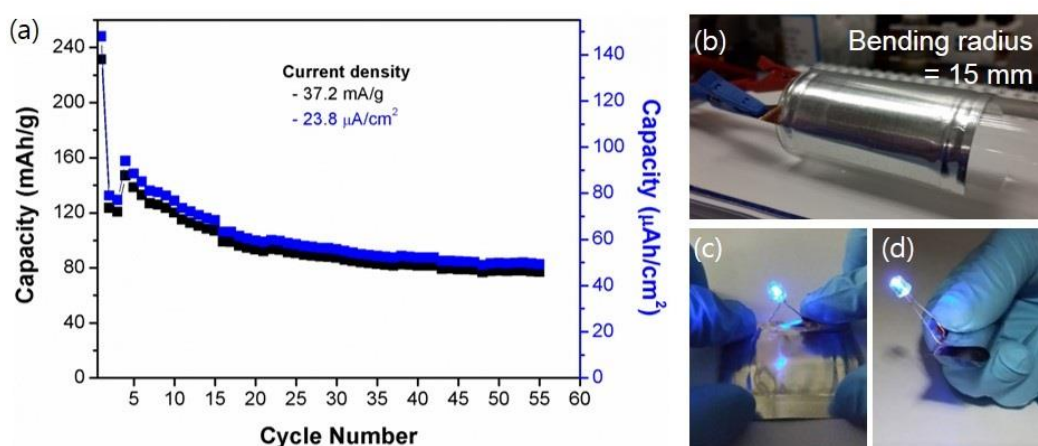 (a)
Capacity (mAh/g)
240
200
160
120
80
40
0
Current density
- 37.2 mA/g
- 23.8 μA/cm²
5 10 15 20 25 30 35 40 45 50 55 60
Cycle Number
140
120
100
80
60
40
20
0
Capacity (μAh/cm²)
(b)
Bending radius
= 15 mm
(c)
(d)